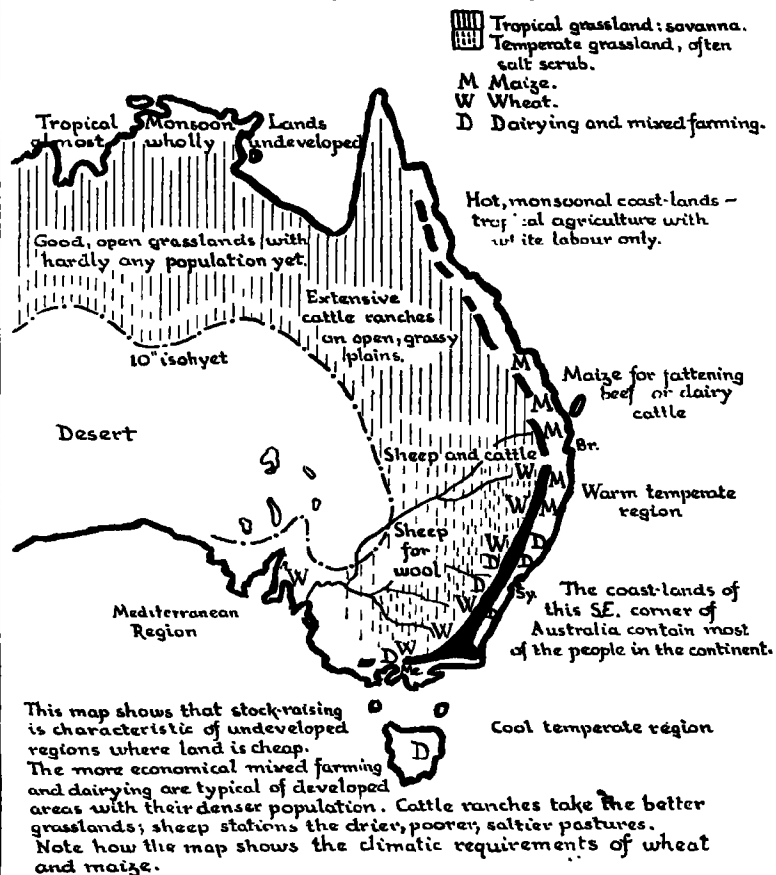 Tropical grassland: savanna.
Temperate grassland, often
salt scrub.
M Maize.
W Wheat.
D Dairying and mixed farming.
Tropical Monsoon Lands
almost wholly undeveloped
Hot, monsoonal coast-lands –
agriculture with
labour only.
Good, open grasslands with
hardly any population yet.
Extensive
cattle ranches
on open, grassy
plains.
10" isohyet
M
Maize for fattening
beef or dairy
cattle
M
M
Br.
Desert
Sheep and cattle
W
M
Warm temperate
region
W
M
Sheep
for
wool
W
D
D
D
W
D
Sy.
The coast-lands of
this S.E. corner of
Australia contain most
of the people in the continent.
W
D
Mediterranean
Region
W
W
D
Me.
This map shows that stock-raising
is characteristic of undeveloped
regions where land is cheap.
Cool temperate region
D
The more economical mixed farming
and dairying are typical of developed
areas with their denser population. Cattle ranches take the better
grasslands; sheep stations the drier, poorer, saltier pastures.
Note how the map shows the climatic requirements of wheat
and maize.